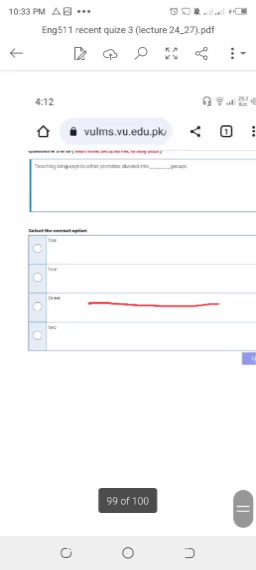 10:33 PM
Eng511 recent quize 3 (lecture 24_27).pdf
4:12
vulms.vu.edu.pk/
1
Teaching language to other primates divided into_______groups.
Select the correct option
four
three
two
99 of 100